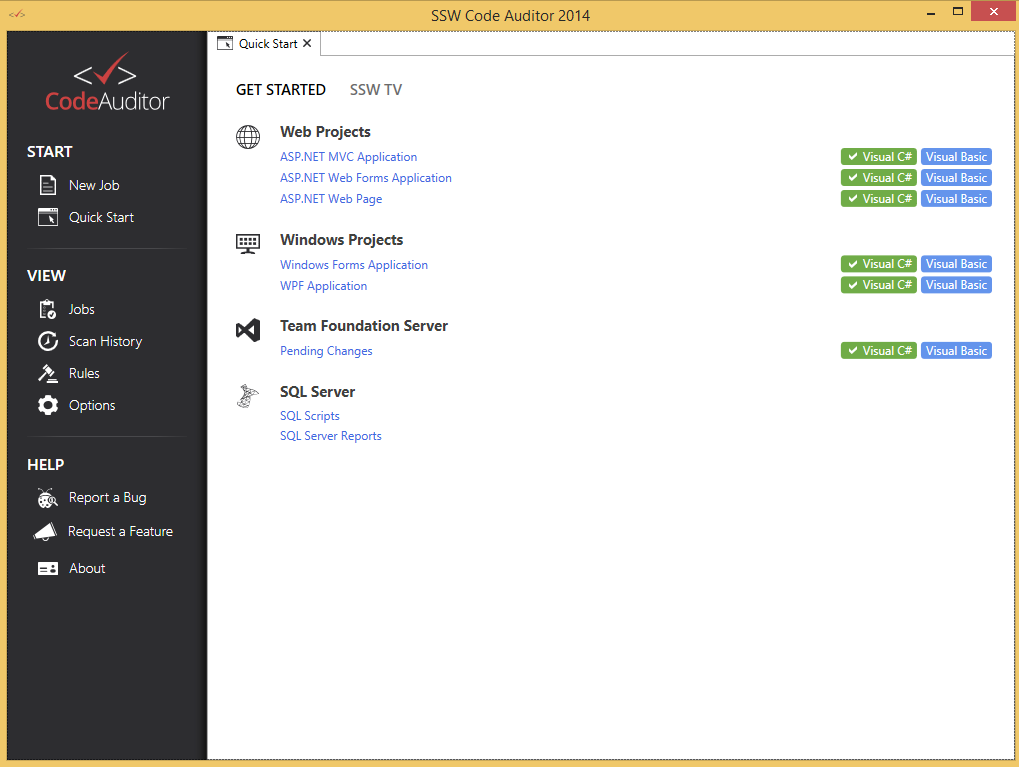 SSW Code Auditor 2014
CodeAuditor
START
New Job
Quick Start
VIEW
Jobs
Scan History
Rules
Options
HELP
Report a Bug
Request a Feature
About
Quick Start
GET STARTED SSW TV
Web Projects
ASP.NET MVC Application Visual C# Visual Basic
ASP.NET Web Forms Application Visual C# Visual Basic
ASP.NET Web Page Visual C# Visual Basic
Windows Projects
Windows Forms Application Visual C# Visual Basic
WPF Application Visual C# Visual Basic
Team Foundation Server
Pending Changes Visual C# Visual Basic
SQL Server
SQL Scripts
SQL Server Reports